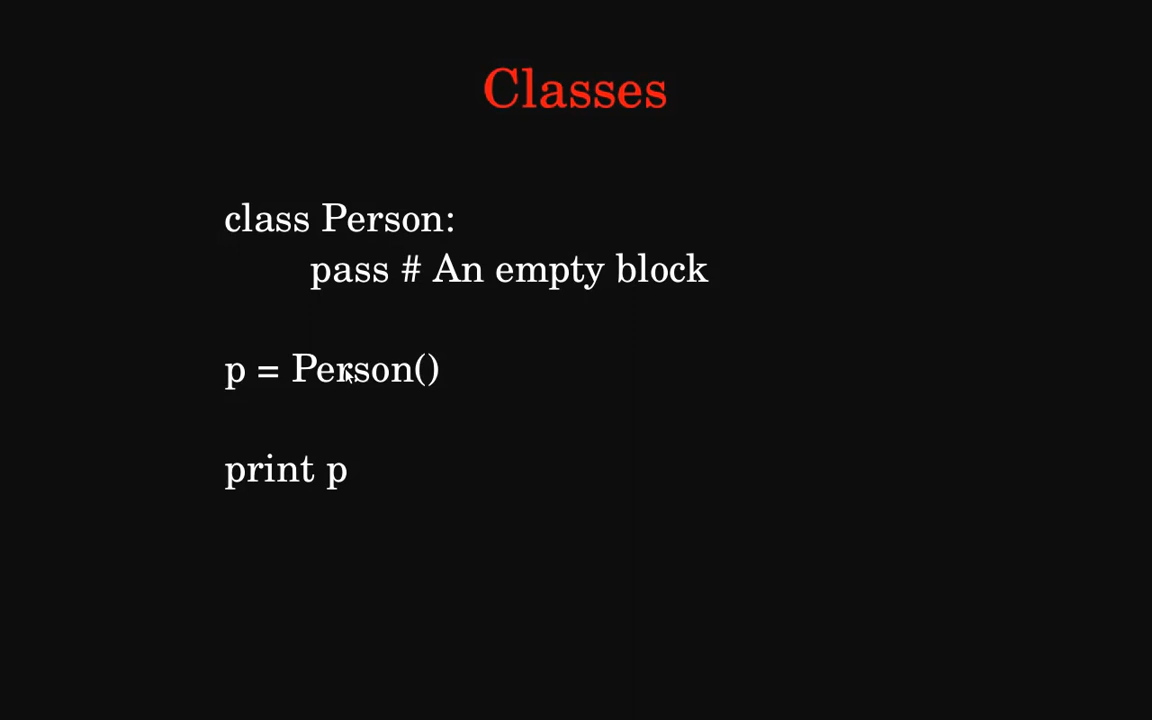 Classes
class Person:
pass # An empty block
p = Person()
print p